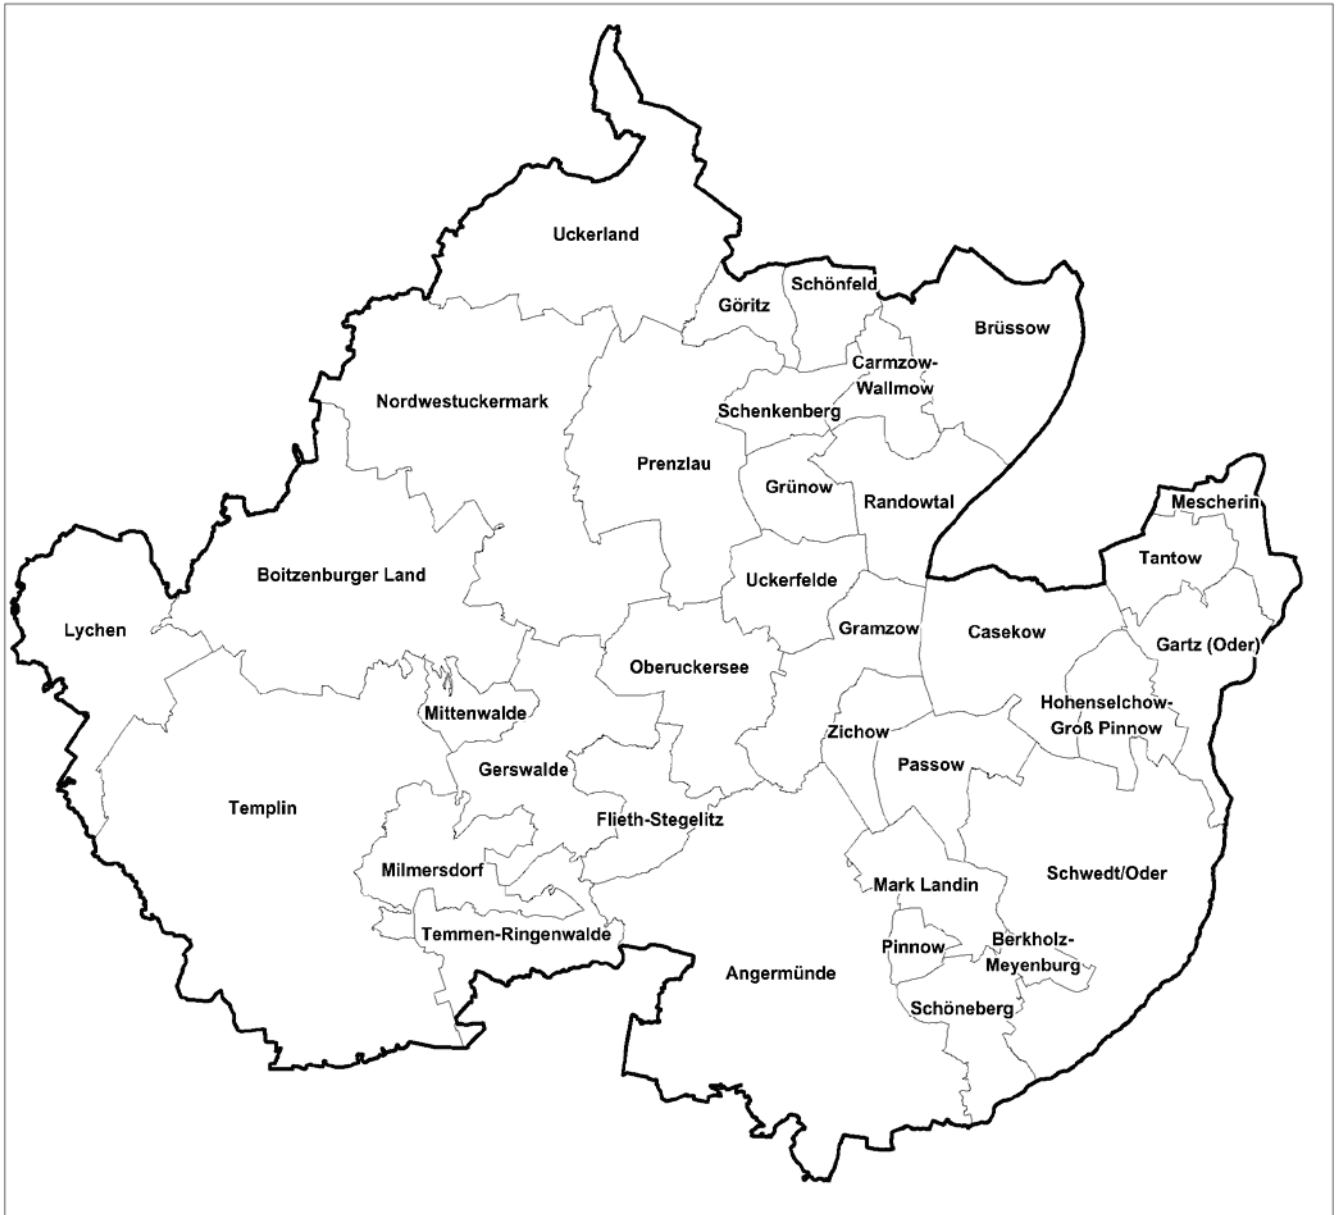 Uckerland
Schönfeld
Göritz
Brüssow
Carmzow-
Wallmow
Nordwestuckermark
Schenkenberg
Prenzlau
Grünow
Randowtal
Mescherin
Tantow
Boitzenburger Land
Uckerfelde
Lychen
Gramzow
Casekow
Gartz (Oder)
Oberuckersee
Hohenselchow-
Groß Pinnow
Mittenwalde
Zichow
Gerswalde
Passow
Templin
Flieth-Stegelitz
Milmersdorf
Schwedt/Oder
Mark Landin
Temmen-Ringenwalde
Pinnow
Berkholz-
Meyenburg
Angermünde
Schöneberg